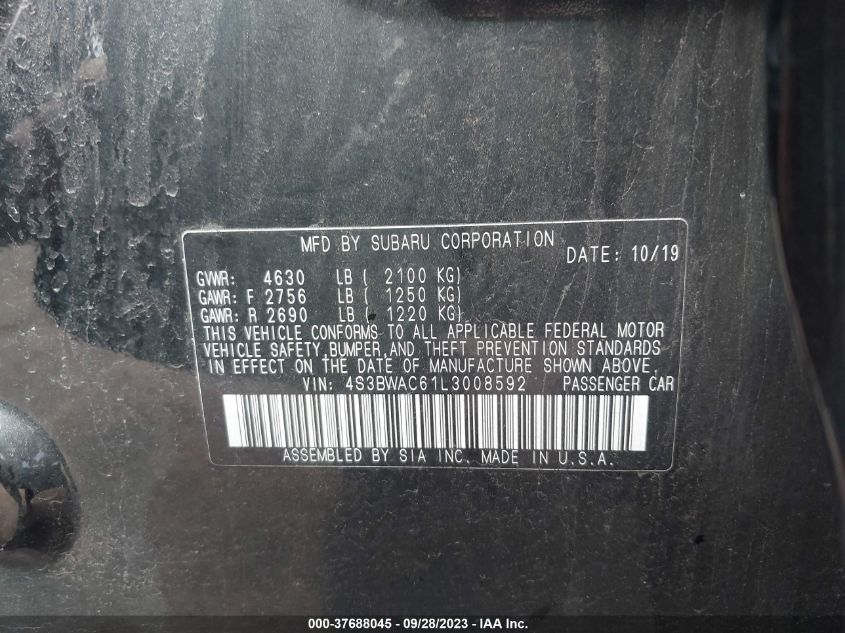 MFD BY SUBARU CORPORATION
DATE: 10/19
GVWR: 4630 LB ( 2100 KG)
GAWR: F 2756 LB ( 1250 KG)
GAWR: R 2690 LB ( 1220 KG)
THIS VEHICLE CONFORMS TO ALL APPLICABLE FEDERAL MOTOR
VEHICLE SAFETY,BUMPER,AND THEFT PREVENTION STANDARDS
IN EFFECT ON THE DATE OF MANUFACTURE SHOWN ABOVE.
VIN: 4S3BWAC61L3008592 PASSENGER CAR
ASSEMBLED BY SIA INC. MADE IN U.S.A.
000-37688045 - 09/28/2023 - IAA Inc.